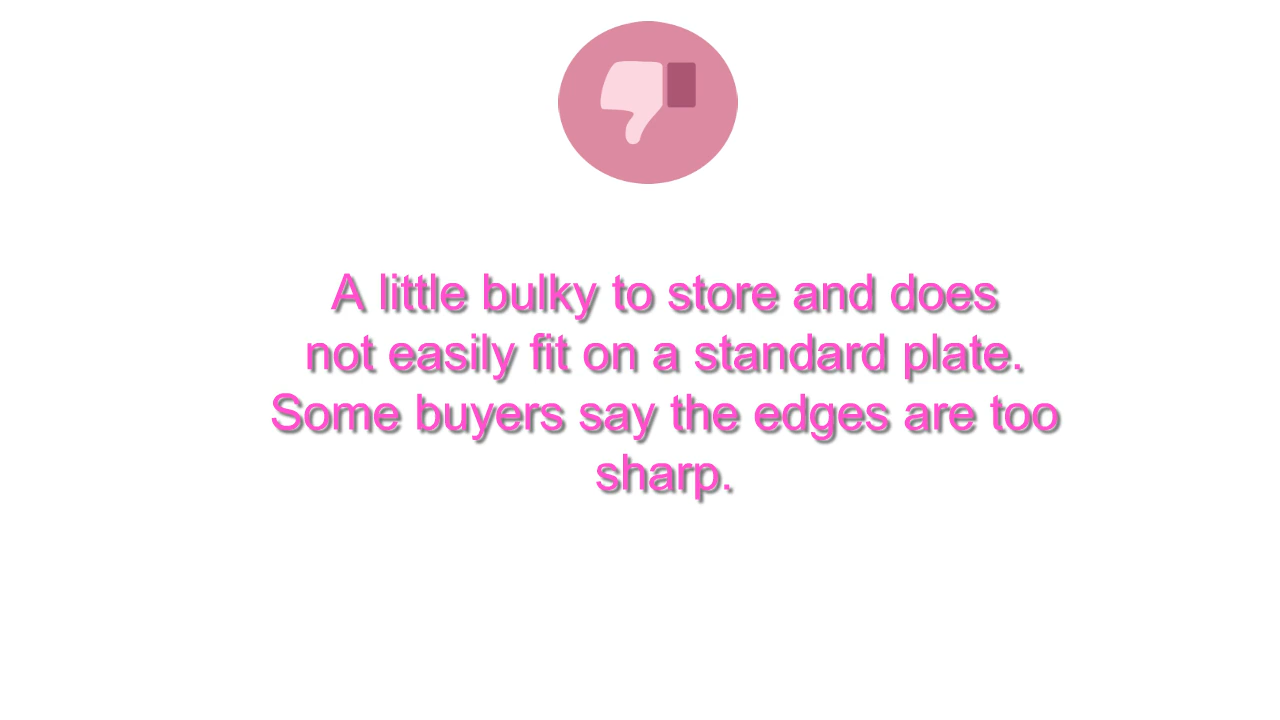 A little bulky to store and does
not easily fit on a standard plate.
Some buyers say the edges are too
sharp.